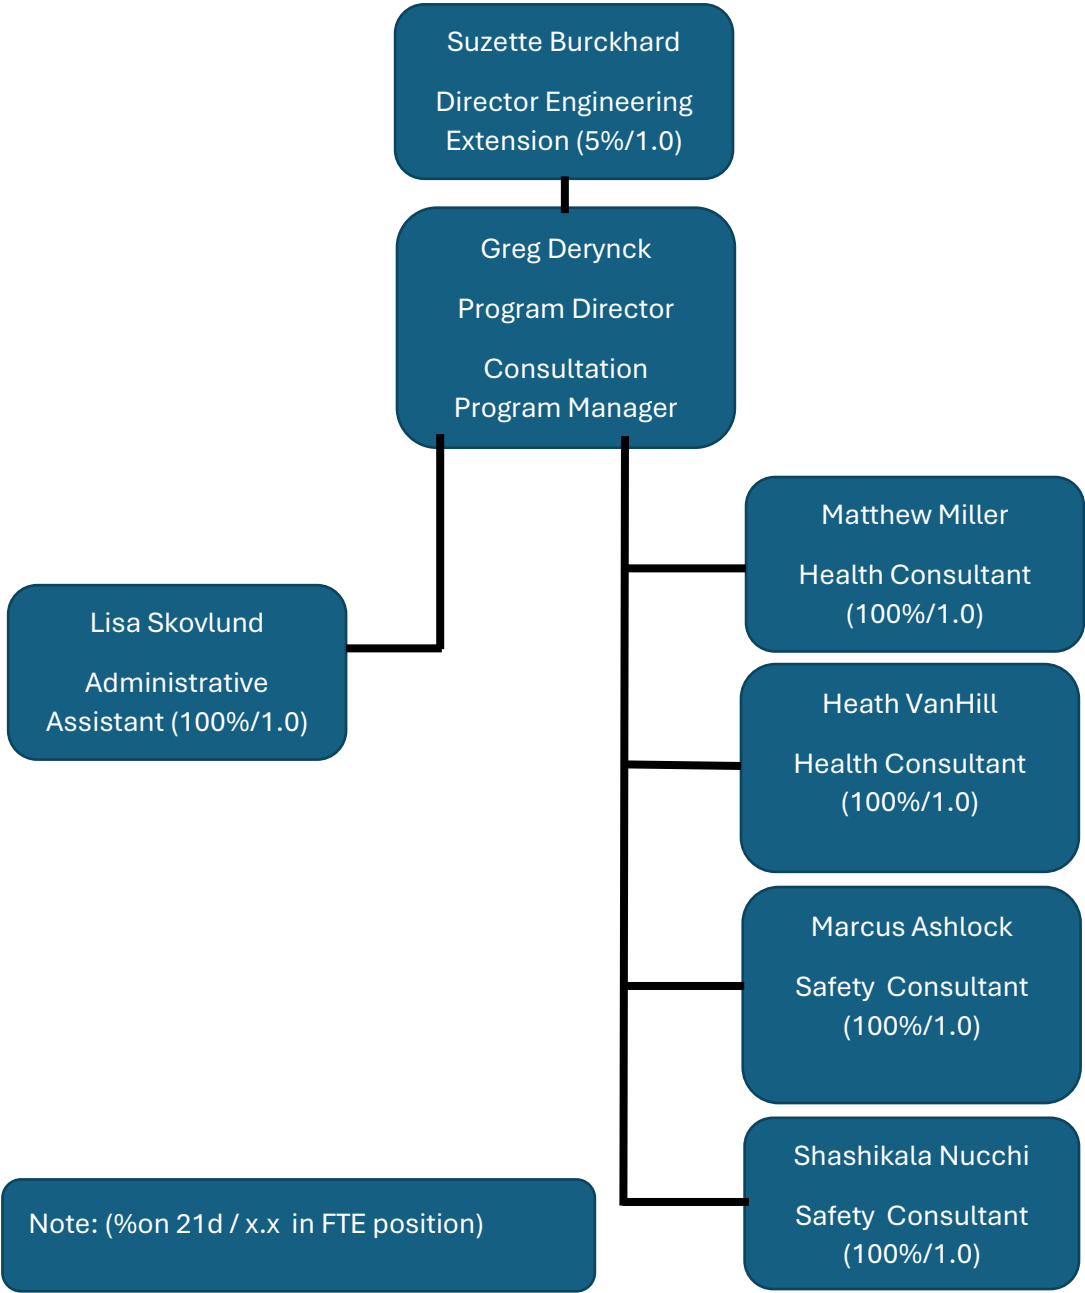 Suzette Burckhard
Director Engineering
Extension (5%/1.0)
Greg Derynck
Program Director
Consultation
Program Manager
Matthew Miller
Health Consultant
(100%/1.0)
Lisa Skovlund
Administrative
Assistant (100%/1.0)
Heath VanHill
Health Consultant
(100%/1.0)
Marcus Ashlock
Safety  Consultant
(100%/1.0)
Shashikala Nucchi
Safety  Consultant
(100%/1.0)
Note: (%on 21d / x.x  in FTE position)